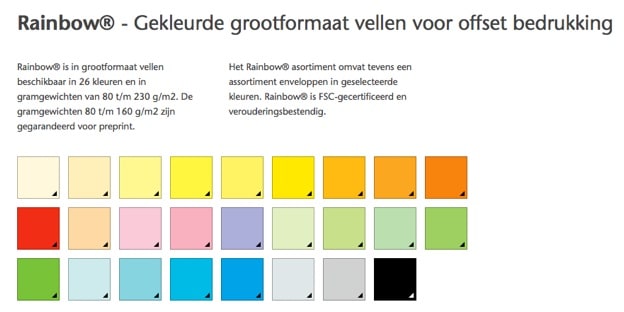 Rainbow® - Gekleurde grootformaat vellen voor offset bedrukking
Rainbow® is in grootformaat vellen
beschikbaar in 26 kleuren en in
gramgewichten van 80 t/m 230 g/m2. De
gramgewichten 80 t/m 160 g/m2 zijn
gegarandeerd voor preprint.
Het Rainbow® asortiment omvat tevens een
assortiment enveloppen in geselecteerde
kleuren. Rainbow® is FSC-gecertificeerd en
verouderingsbestendig.